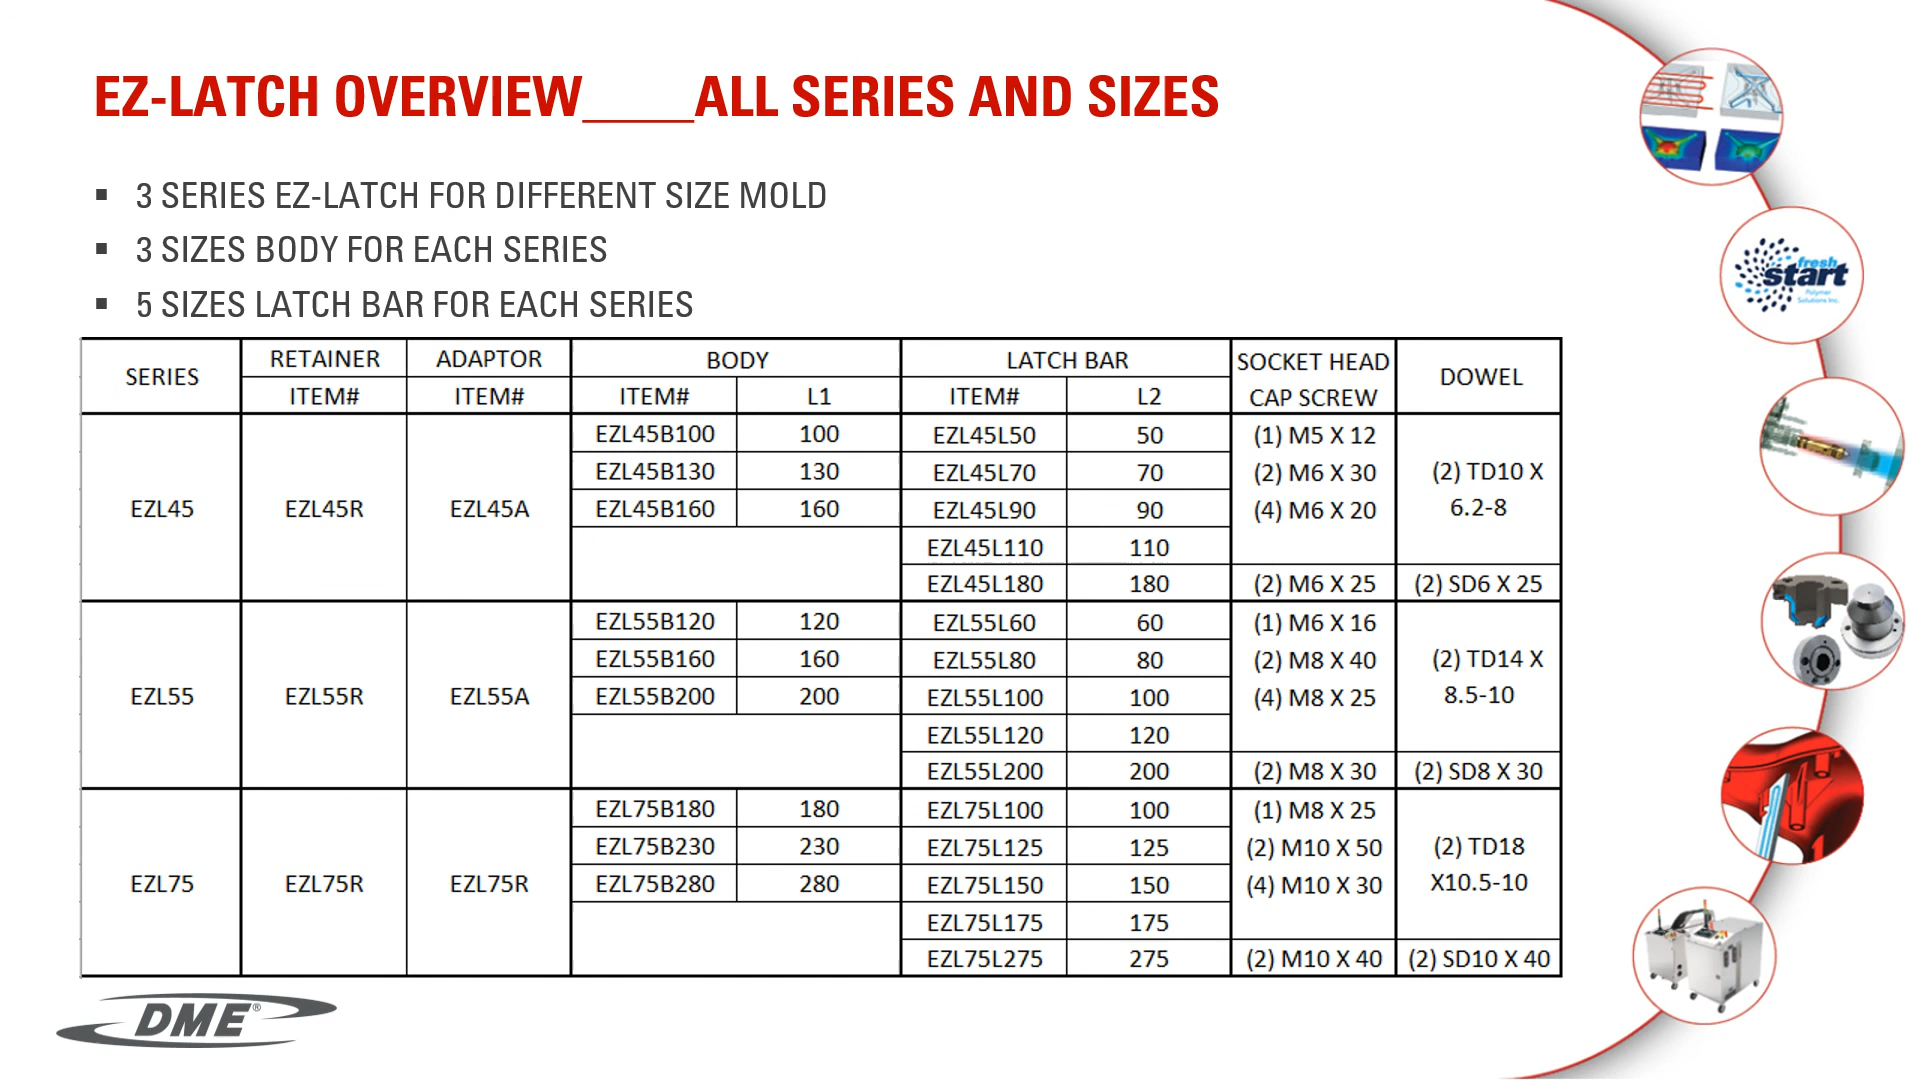 EZ-LATCH OVERVIEW____ALL SERIES AND SIZES
▪ 3 SERIES EZ-LATCH FOR DIFFERENT SIZE MOLD
▪ 3 SIZES BODY FOR EACH SERIES
▪ 5 SIZES LATCH BAR FOR EACH SERIES
SERIES RETAINER ADAPTOR BODY LATCH BAR SOCKET HEAD CAP SCREW DOWEL
ITEM# ITEM# ITEM# L1 ITEM# L2
EZL45 EZL45R EZL45A
EZL45B100 100 EZL45L50 50 (1) M5 X 12
EZL45B130 130 EZL45L70 70 (2) M6 X 30 (2) TD10 X
EZL45B160 160 EZL45L90 90 (4) M6 X 20 6.2-8
EZL45L110 110
EZL45L180 180 (2) M6 X 25 (2) SD6 X 25
EZL55 EZL55R EZL55A
EZL55B120 120 EZL55L60 60 (1) M6 X 16
EZL55B160 160 EZL55L80 80 (2) M8 X 40 (2) TD14 X
EZL55B200 200 EZL55L100 100 (4) M8 X 25 8.5-10
EZL55L120 120
EZL55L200 200 (2) M8 X 30 (2) SD8 X 30
EZL75 EZL75R EZL75R
EZL75B180 180 EZL75L100 100 (1) M8 X 25
EZL75B230 230 EZL75L125 125 (2) M10 X 50 (2) TD18
EZL75B280 280 EZL75L150 150 (4) M10 X 30 X10.5-10
EZL75L175 175
EZL75L275 275 (2) M10 X 40 (2) SD10 X 40
DME®
fresh
start
Polymer
Solutions Inc.